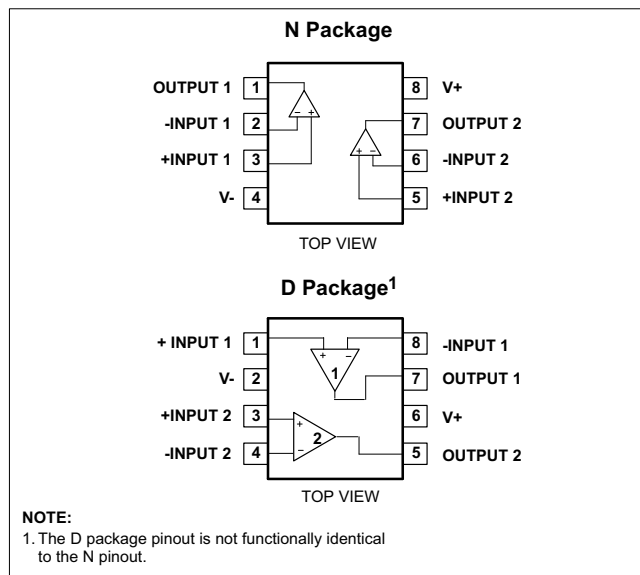 N Package
OUTPUT 1 1 8 V+
-INPUT 1 2 7 OUTPUT 2
+INPUT 1 3 6 -INPUT 2
V- 4 5 +INPUT 2
- +
+ -
TOP VIEW
D Package1
+ INPUT 1 1 8 -INPUT 1
V- 2 7 OUTPUT 1
+INPUT 2 3 6 V+
-INPUT 2 4 5 OUTPUT 2
+ -
1
+
2
-
TOP VIEW
NOTE:
1. The D package pinout is not functionally identical
to the N pinout.